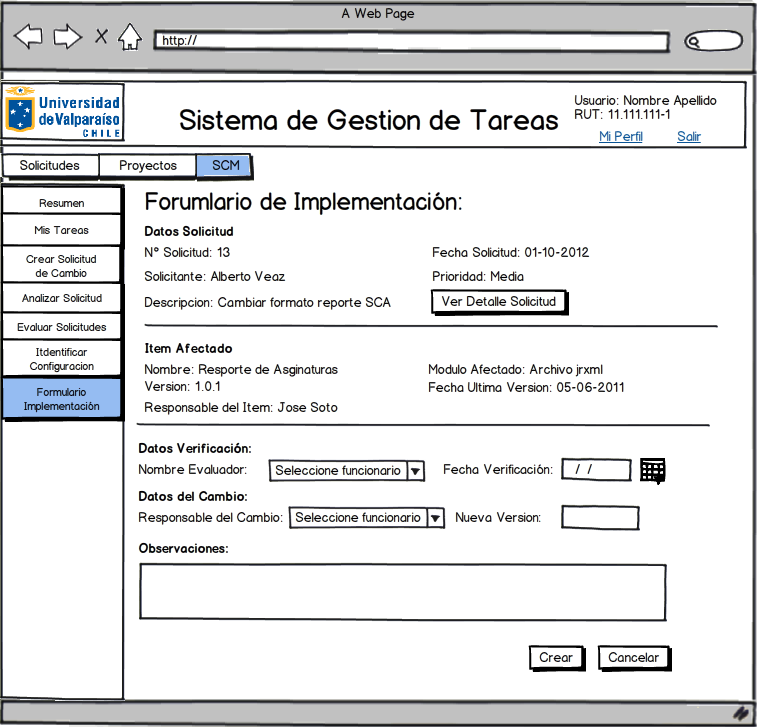 A Web Page
http://
Universidad
de Valparaíso
CHILE
Sistema de Gestion de Tareas
Usuario: Nombre Apellido
RUT: 11.111.111-1
Mi Perfil Salir
Solicitudes Proyectos SCM
Resumen
Mis Tareas
Crear Solicitud
de Cambio
Analizar Solicitud
Evaluar Solicitudes
Itdentificar
Configuracion
Formulario
Implementación
Forumlario de Implementación:
Datos Solicitud
N° Solicitud: 13 Fecha Solicitud: 01-10-2012
Solicitante: Alberto Veaz Prioridad: Media
Descripcion: Cambiar formato reporte SCA Ver Detalle Solicitud
Item Afectado
Nombre: Resporte de Asginaturas Modulo Afectado: Archivo jrxml
Version: 1.0.1 Fecha Ultima Version: 05-06-2011
Responsable del Item: Jose Soto
Datos Verificación:
Nombre Evaluador: Seleccione funcionario Fecha Verificación: / /
Datos del Cambio:
Responsable del Cambio: Seleccione funcionario Nueva Version:
Observaciones:
Crear Cancelar